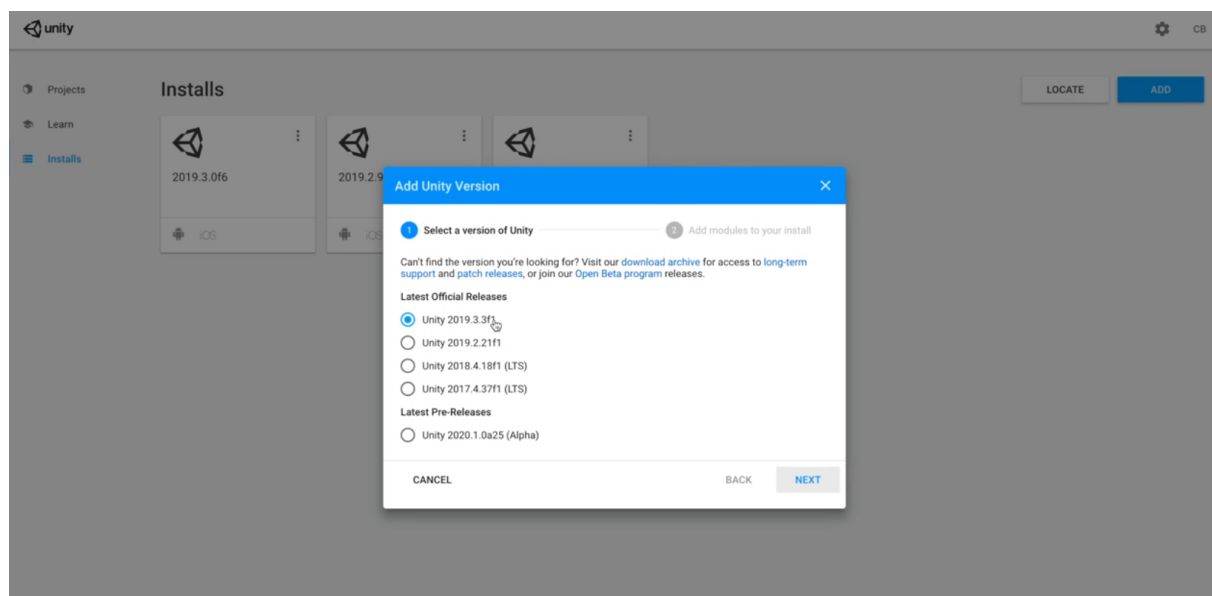 unity
CB
Projects
Learn
Installs
Installs
LOCATE
ADD
2019.3.0f6
iOS
2019.2.9
iOS
Add Unity Version
1 Select a version of Unity
2 Add modules to your install
Can't find the version you're looking for? Visit our download archive for access to long-term
support and patch releases, or join our Open Beta program releases.
Latest Official Releases
Unity 2019.3.3f1
Unity 2019.2.21f1
Unity 2018.4.18f1 (LTS)
Unity 2017.4.37f1 (LTS)
Latest Pre-Releases
Unity 2020.1.0a25 (Alpha)
CANCEL
BACK
NEXT